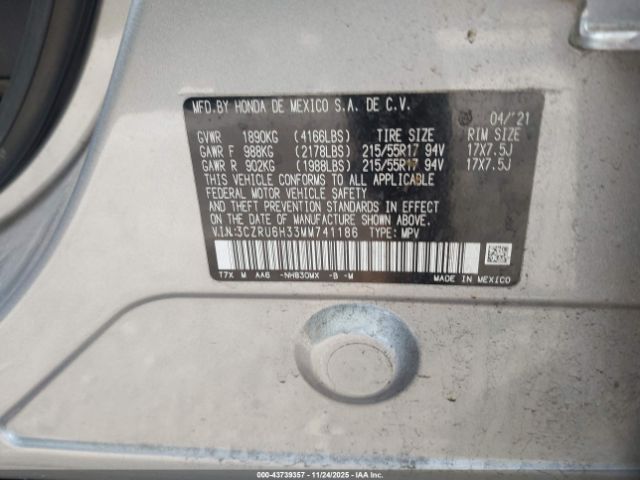 MFD.BY HONDA DE MEXICO S.A. DE C.V. 04/'21
GVWR 1890KG (4166LBS) TIRE SIZE RIM SIZE
GAWR F 988KG (2178LBS) 215/55R17 94V 17X7.5J
GAWR R 902KG (1988LBS) 215/55R17 94V 17X7.5J
THIS VEHICLE CONFORMS TO ALL APPLICABLE
FEDERAL MOTOR VEHICLE SAFETY, BUMPER,
AND THEFT PREVENTION STANDARDS IN EFFECT
ON THE DATE OF MANUFACTURE SHOWN ABOVE.
V.I.N:3CZRU6H33MM741186 TYPE: MPV
T7X M AA6 -NH830MX -B -M MADE IN MEXICO
000-43739357 - 11/24/2025 - IAAI.com